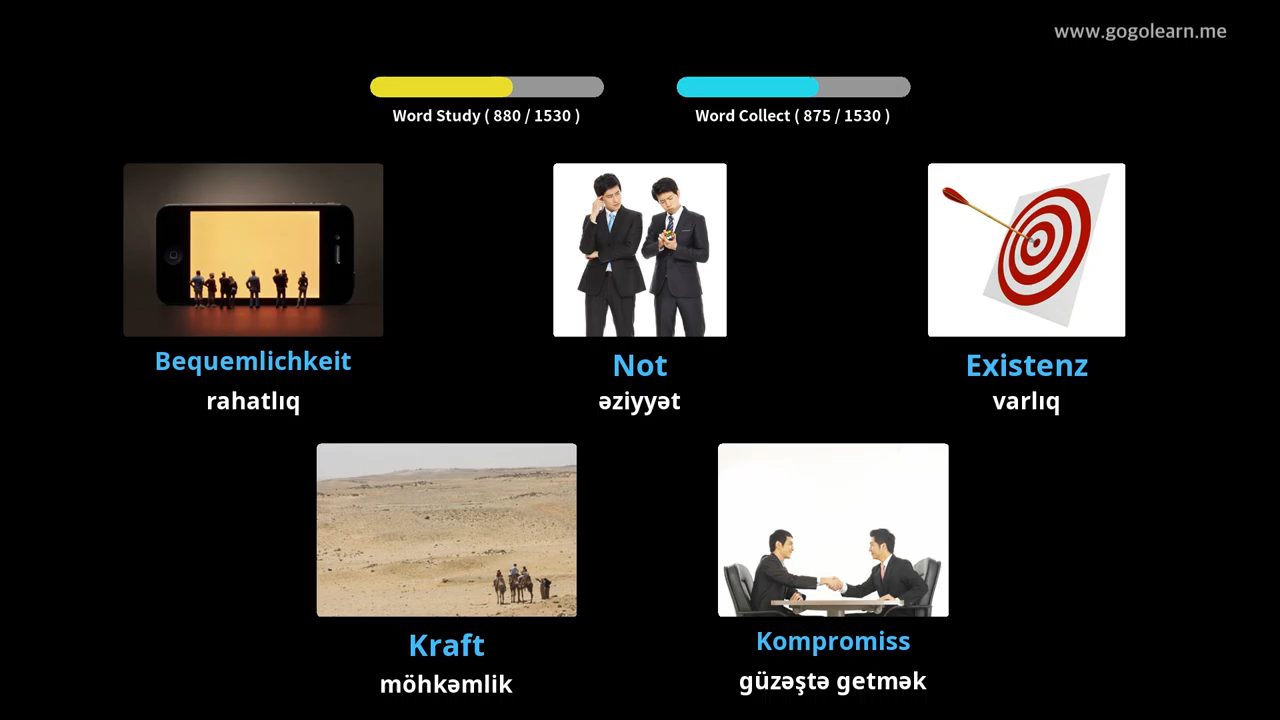 www.gogolearn.me
Word Study ( 880 / 1530 )
Word Collect ( 875 / 1530 )
Bequemlichkeit
rahatlıq
Not
əziyyət
Existenz
varlıq
Kraft
möhkəmlik
Kompromiss
güzəştə getmək